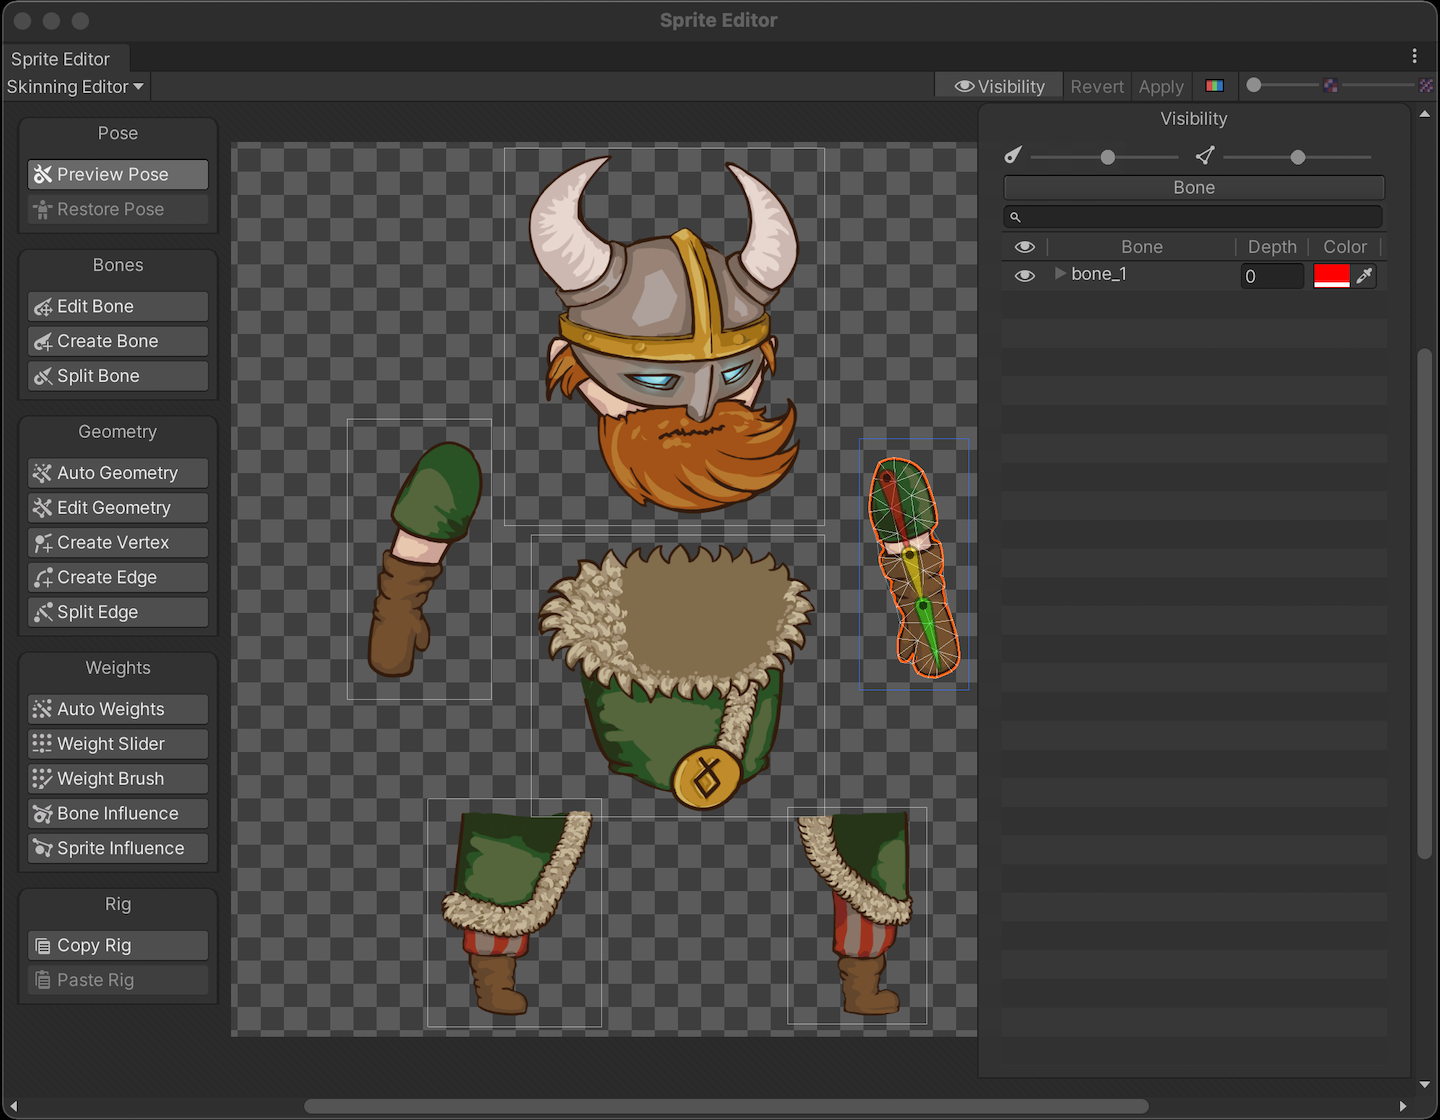 Sprite Editor
Sprite Editor
Skinning Editor
Visibility Revert Apply
Pose
Preview Pose
Restore Pose
Bones
Edit Bone
Create Bone
Split Bone
Geometry
Auto Geometry
Edit Geometry
Create Vertex
Create Edge
Split Edge
Weights
Auto Weights
Weight Slider
Weight Brush
Bone Influence
Sprite Influence
Rig
Copy Rig
Paste Rig
Visibility
Bone
Bone Depth Color
bone_1 0